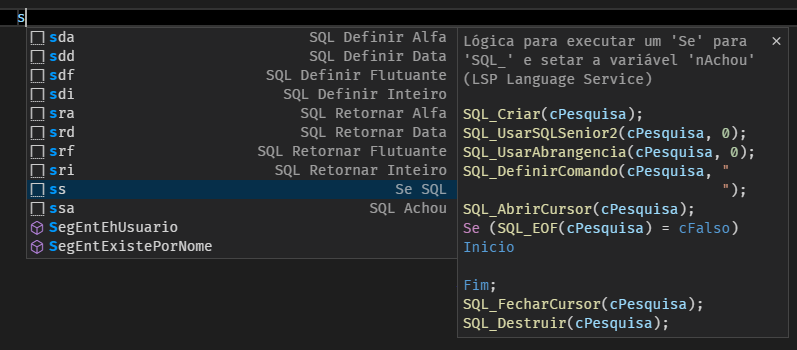 s
sda SQL Definir Alfa
sdd SQL Definir Data
sdf SQL Definir Flutuante
sdi SQL Definir Inteiro
sra SQL Retornar Alfa
srd SQL Retornar Data
srf SQL Retornar Flutuante
sri SQL Retornar Inteiro
ss Se SQL
ssa SQL Achou
SegEntEhUsuario
SegEntExistePorNome
Lógica para executar um 'Se' para
'SQL_' e setar a variável 'nAchou'
(LSP Language Service)
SQL_Criar(cPesquisa);
SQL_UsarSQLSenior2(cPesquisa, 0);
SQL_UsarAbrangencia(cPesquisa, 0);
SQL_DefinirComando(cPesquisa, "
");
SQL_AbrirCursor(cPesquisa);
Se (SQL_EOF(cPesquisa) = cFalso)
Inicio
Fim;
SQL_FecharCursor(cPesquisa);
SQL_Destruir(cPesquisa);